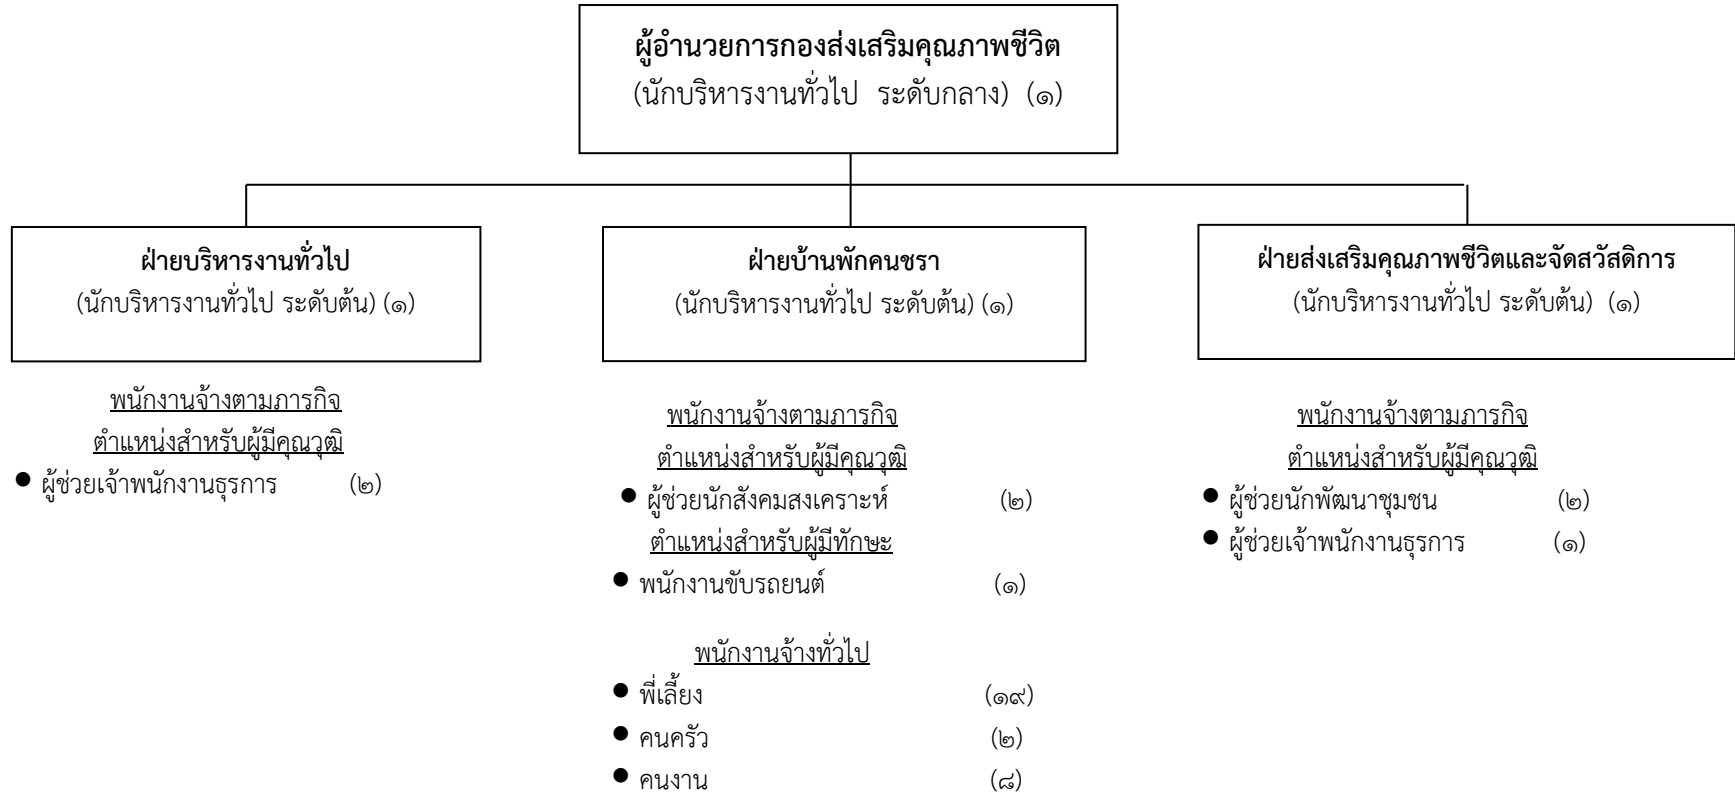 ผู้อำนวยการกองส่งเสริมคุณภาพชีวิต
(นักบริหารงานทั่วไป ระดับกลาง) (๑)
ฝ่ายบริหารงานทั่วไป
(นักบริหารงานทั่วไป ระดับต้น) (๑)
พนักงานจ้างตามภารกิจ
ตำแหน่งสำหรับผู้มีคุณวุฒิ
● ผู้ช่วยเจ้าพนักงานธุรการ (๒)
ฝ่ายบ้านพักคนชรา
(นักบริหารงานทั่วไป ระดับต้น) (๑)
พนักงานจ้างตามภารกิจ
ตำแหน่งสำหรับผู้มีคุณวุฒิ
● ผู้ช่วยนักสังคมสงเคราะห์ (๒)
ตำแหน่งสำหรับผู้มีทักษะ
● พนักงานขับรถยนต์ (๑)
พนักงานจ้างทั่วไป
● พี่เลี้ยง (๑๙)
● คนครัว (๒)
● คนงาน (๘)
ฝ่ายส่งเสริมคุณภาพชีวิตและจัดสวัสดิการ
(นักบริหารงานทั่วไป ระดับต้น) (๑)
พนักงานจ้างตามภารกิจ
ตำแหน่งสำหรับผู้มีคุณวุฒิ
● ผู้ช่วยนักพัฒนาชุมชน (๒)
● ผู้ช่วยเจ้าพนักงานธุรการ (๑)